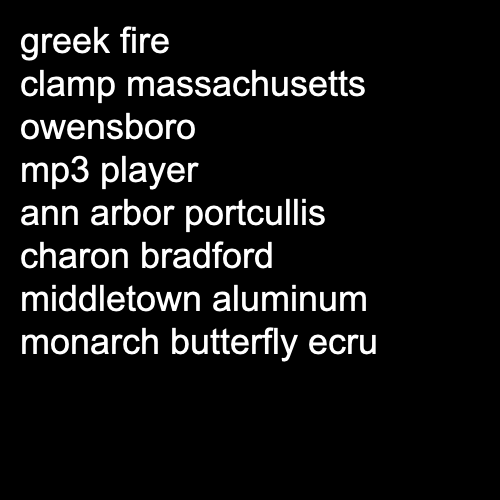 greek fire
clamp massachusetts
owensboro
mp3 player
ann arbor portcullis
charon bradford
middletown aluminum
monarch butterfly ecru